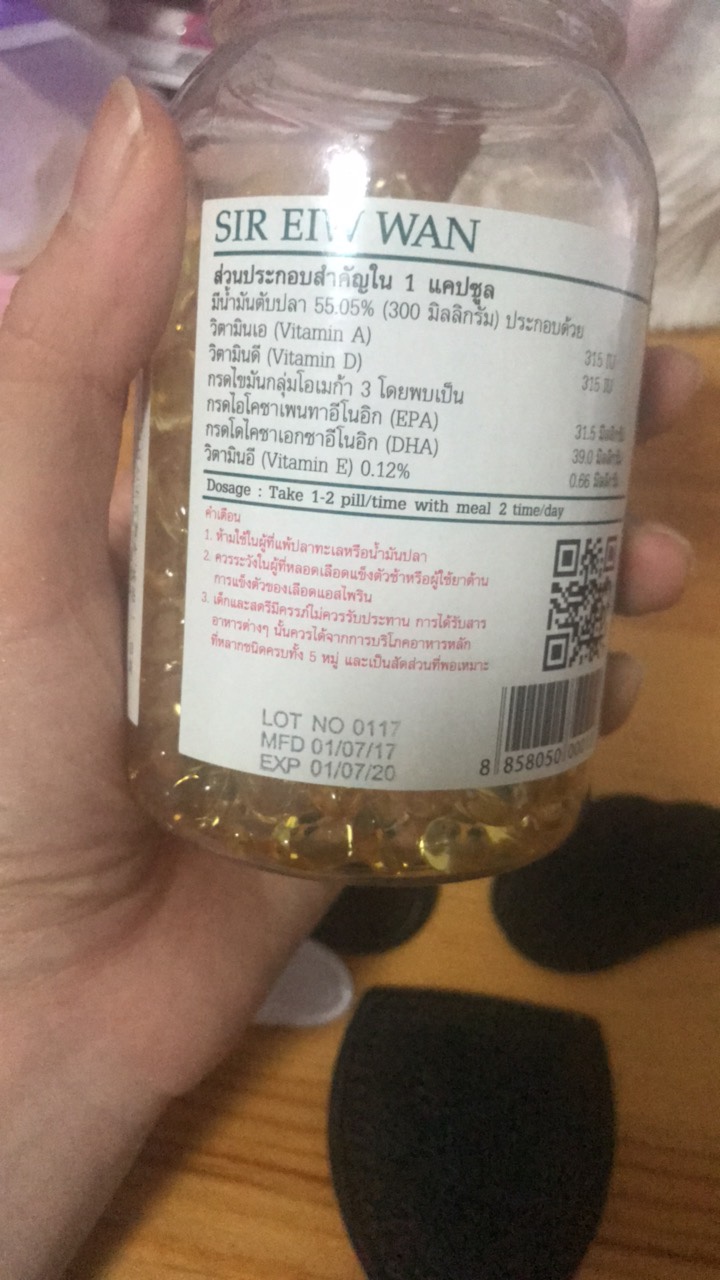 SIR EIW WAN
ส่วนประกอบสำคัญใน 1 แคปซูล
มีน้ำมันตับปลา 55.05% (300 มิลลิกรัม) ประกอบด้วย
วิตามินเอ (Vitamin A) 315 IU
วิตามินดี (Vitamin D) 315 IU
กรดไขมันกลุ่มโอเมก้า 3 โดยพบเป็น
กรดไอโคซาเพนทาอีโนอิก (EPA) 31.5 มิลลิกรัม
กรดโดโคซาเอกซาอีโนอิก (DHA) 39.0 มิลลิกรัม
วิตามินอี (Vitamin E) 0.12% 0.66 มิลลิกรัม
Dosage : Take 1-2 pill/time with meal 2 time/day
คำเตือน
1. ห้ามใช้ในผู้ที่แพ้ปลาทะเลหรือน้ำมันปลา
2. ควรระวังในผู้ที่หลอดเลือดแข็งตัวช้าหรือผู้ใช้ยาต้าน
การแข็งตัวของเลือดแอสไพริน
3. เด็กและสตรีมีครรภ์ไม่ควรรับประทาน การได้รับสาร
อาหารต่างๆ นั้นควรได้จากการบริโภคอาหารหลัก
ที่หลากชนิดครบทั้ง 5 หมู่ และเป็นสัดส่วนที่พอเหมาะ
LOT NO 0117
MFD 01/07/17
EXP 01/07/20
8 858050